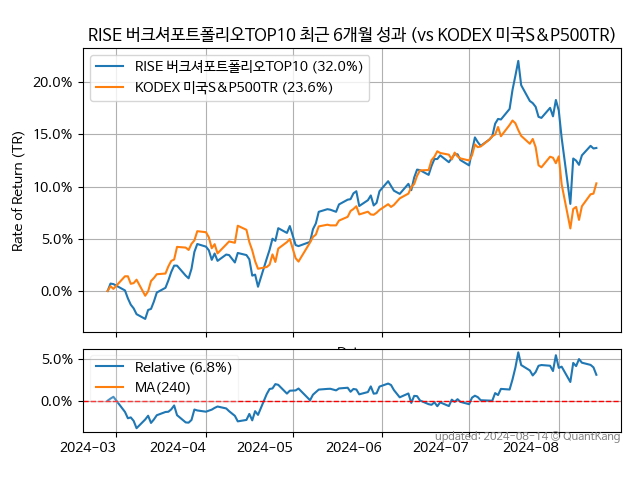 RISE 버크셔포트폴리오TOP10 최근 6개월 성과 (vs KODEX 미국S&P500TR)
RISE 버크셔포트폴리오TOP10 (32.0%)
KODEX 미국S&P500TR (23.6%)
Rate of Return (TR)
20.0%
15.0%
10.0%
5.0%
0.0%
Relative (6.8%)
MA(240)
5.0%
0.0%
2024-03
2024-04
2024-05
2024-06
2024-07
2024-08
updated: 2024-08-14 © QuantKang